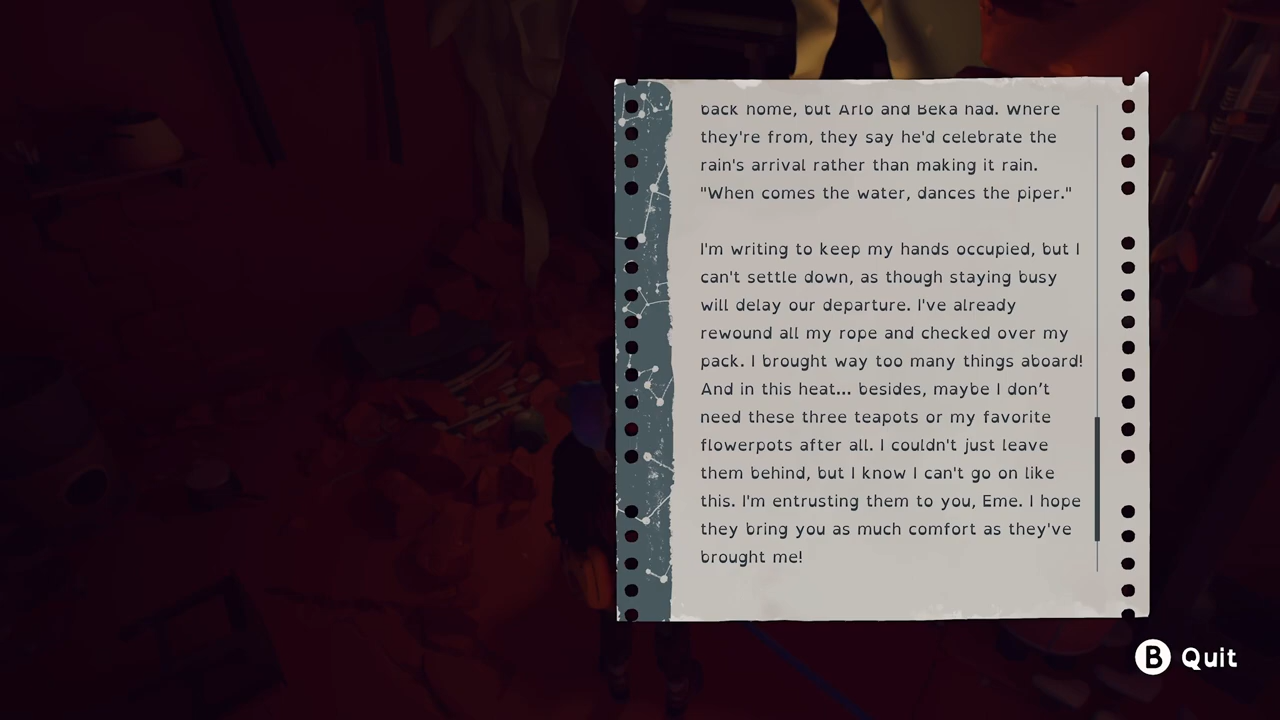 back home, but Arlo and Beka had. Where
they're from, they say he'd celebrate the
rain's arrival rather than making it rain.
"When comes the water, dances the piper."
I'm writing to keep my hands occupied, but I
can't settle down, as though staying busy
will delay our departure. I've already
rewound all my rope and checked over my
pack. I brought way too many things aboard!
And in this heat... besides, maybe I don’t
need these three teapots or my favorite
flowerpots after all. I couldn't just leave
them behind, but I know I can't go on like
this. I'm entrusting them to you, Eme. I hope
they bring you as much comfort as they've
brought me!
B Quit